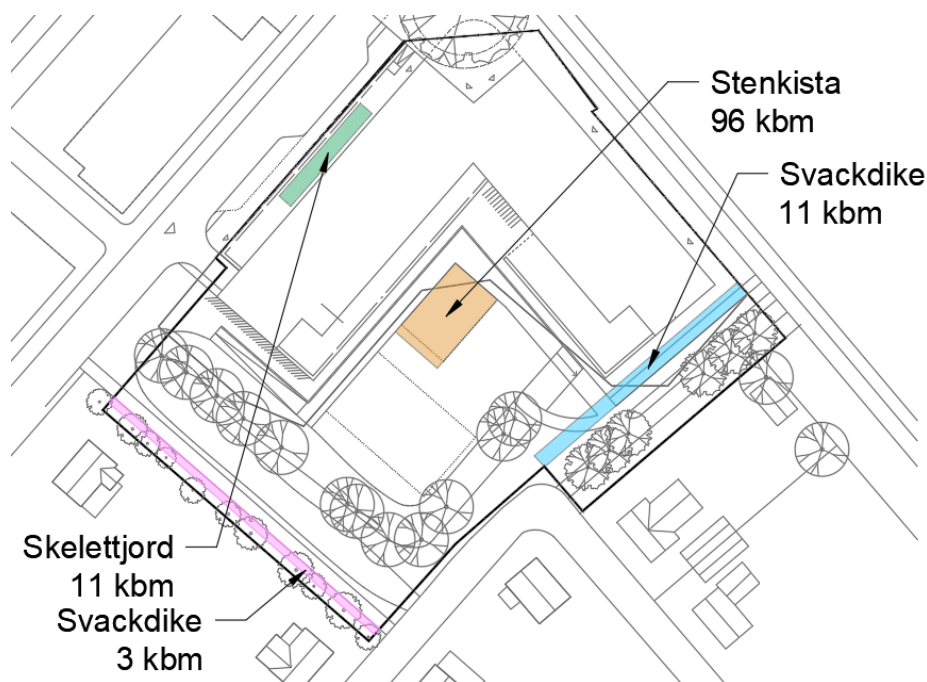 Stenkista
96 kbm
Svackdike
11 kbm
Skelettjord
11 kbm
Svackdike
3 kbm